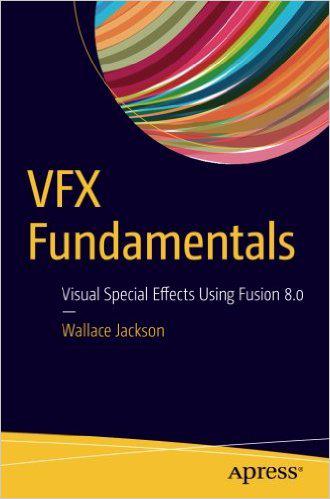 VFX
Fundamentals
Visual Special Effects Using Fusion 8.0
—
Wallace Jackson
Apress®